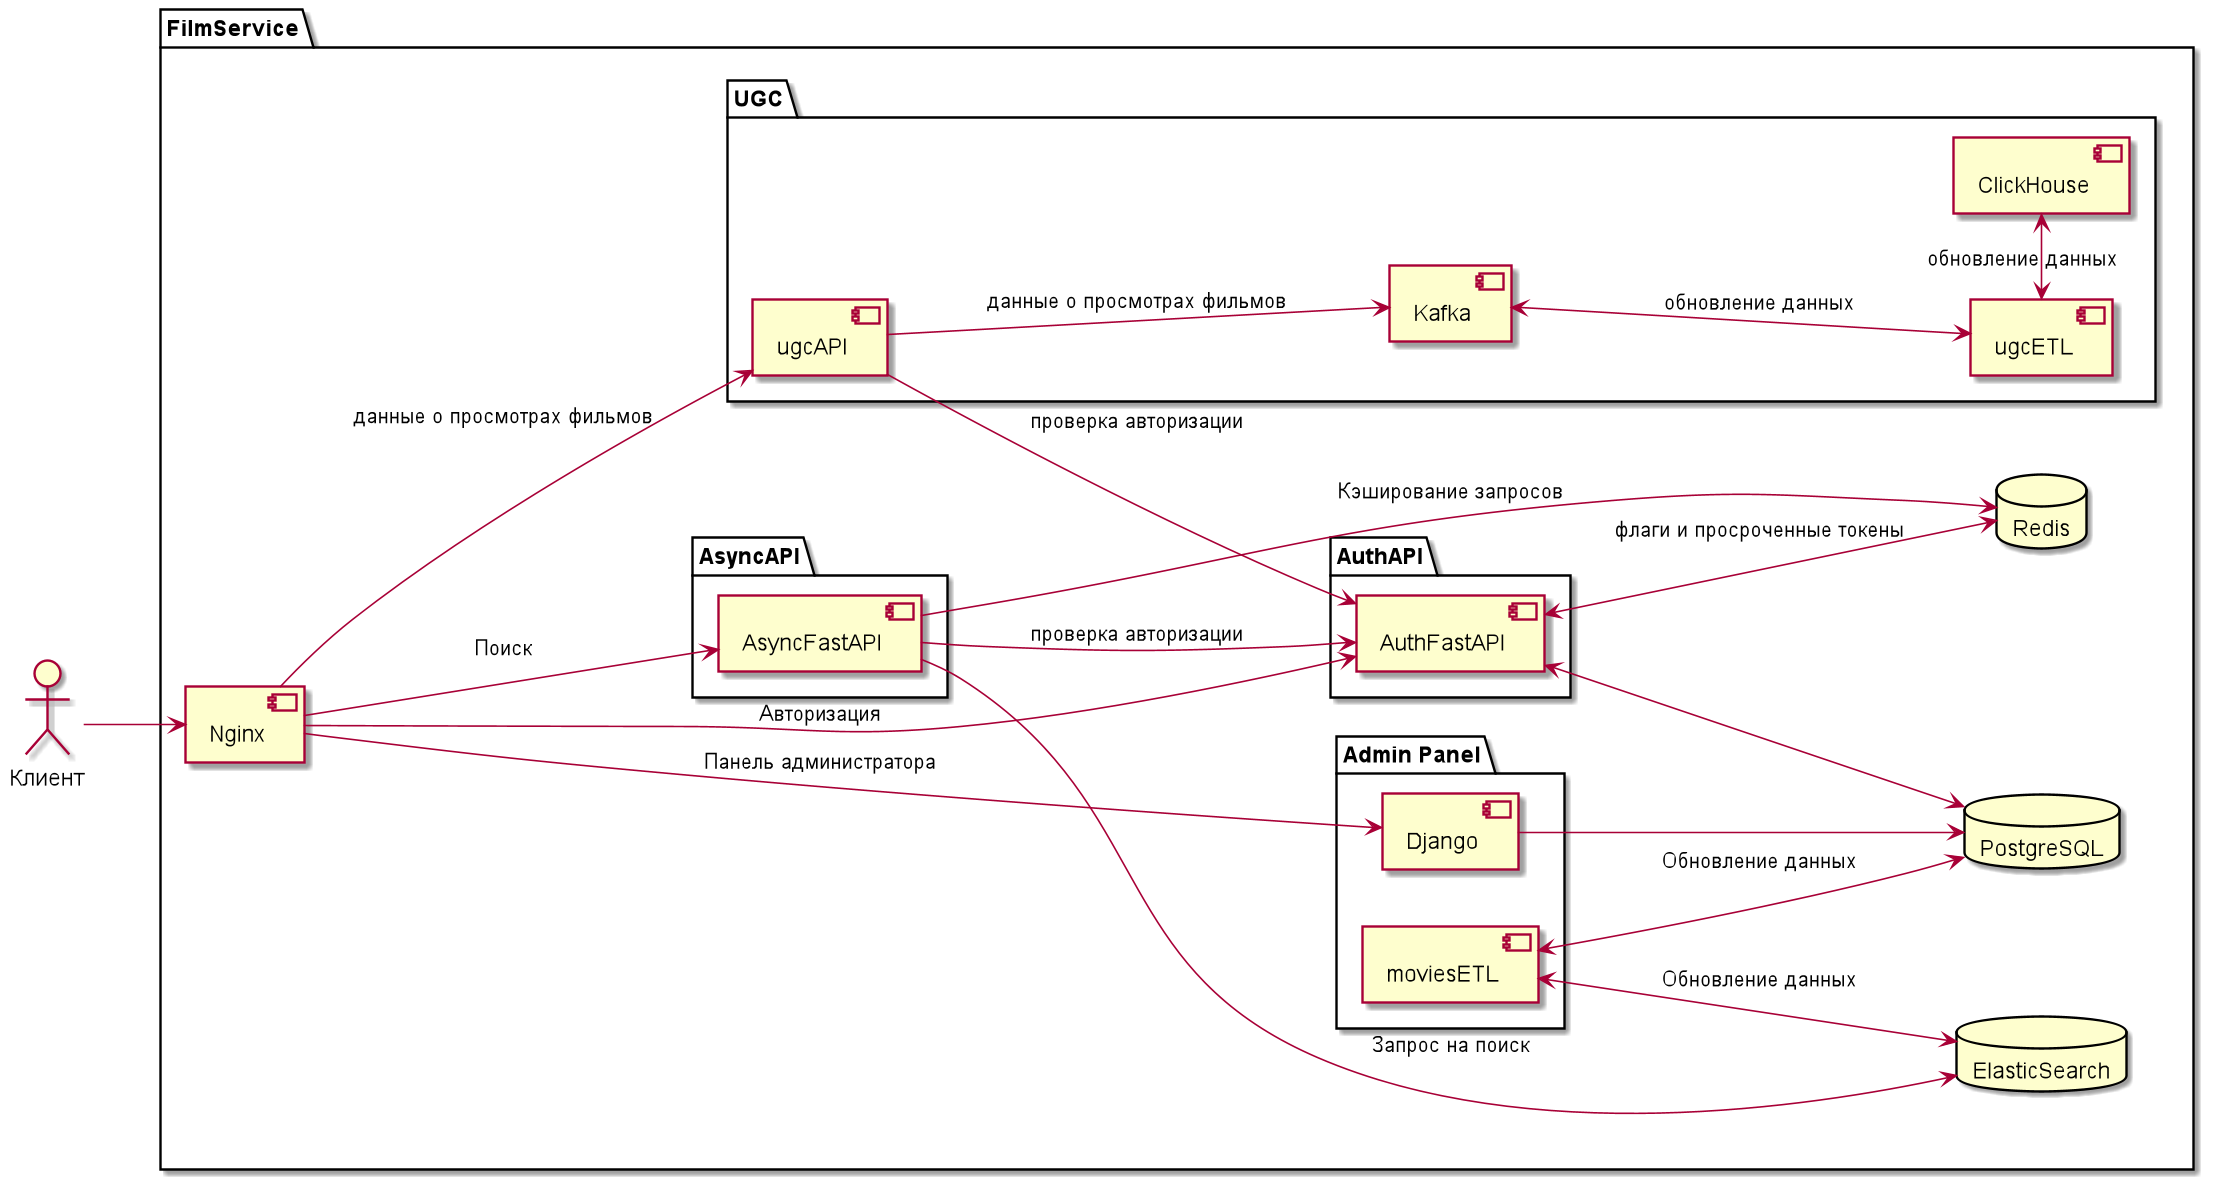 FilmService
UGC
ClickHouse
обновление данных
Kafka
данные о просмотрах фильмов
обновление данных
ugcAPI
ugcETL
данные о просмотрах фильмов
проверка авторизации
Кэширование запросов
флаги и просроченные токены
Redis
AsyncAPI
AuthAPI
AsyncFastAPI
проверка авторизации
AuthFastAPI
Поиск
Nginx
Авторизация
Клиент
Панель администратора
Admin Panel
Django
PostgreSQL
Обновление данных
moviesETL
Обновление данных
Запрос на поиск
ElasticSearch